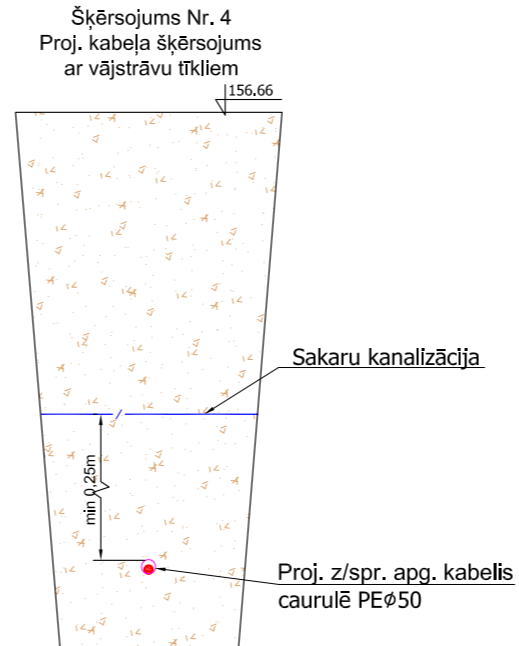 Šķērsojums Nr. 4
Proj. kabeļa šķērsojums
ar vājstrāvu tīkliem
156.66
Sakaru kanalizācija
min 0,25m
Proj. z/spr. apg. kabelis
caurulē PEϕ50